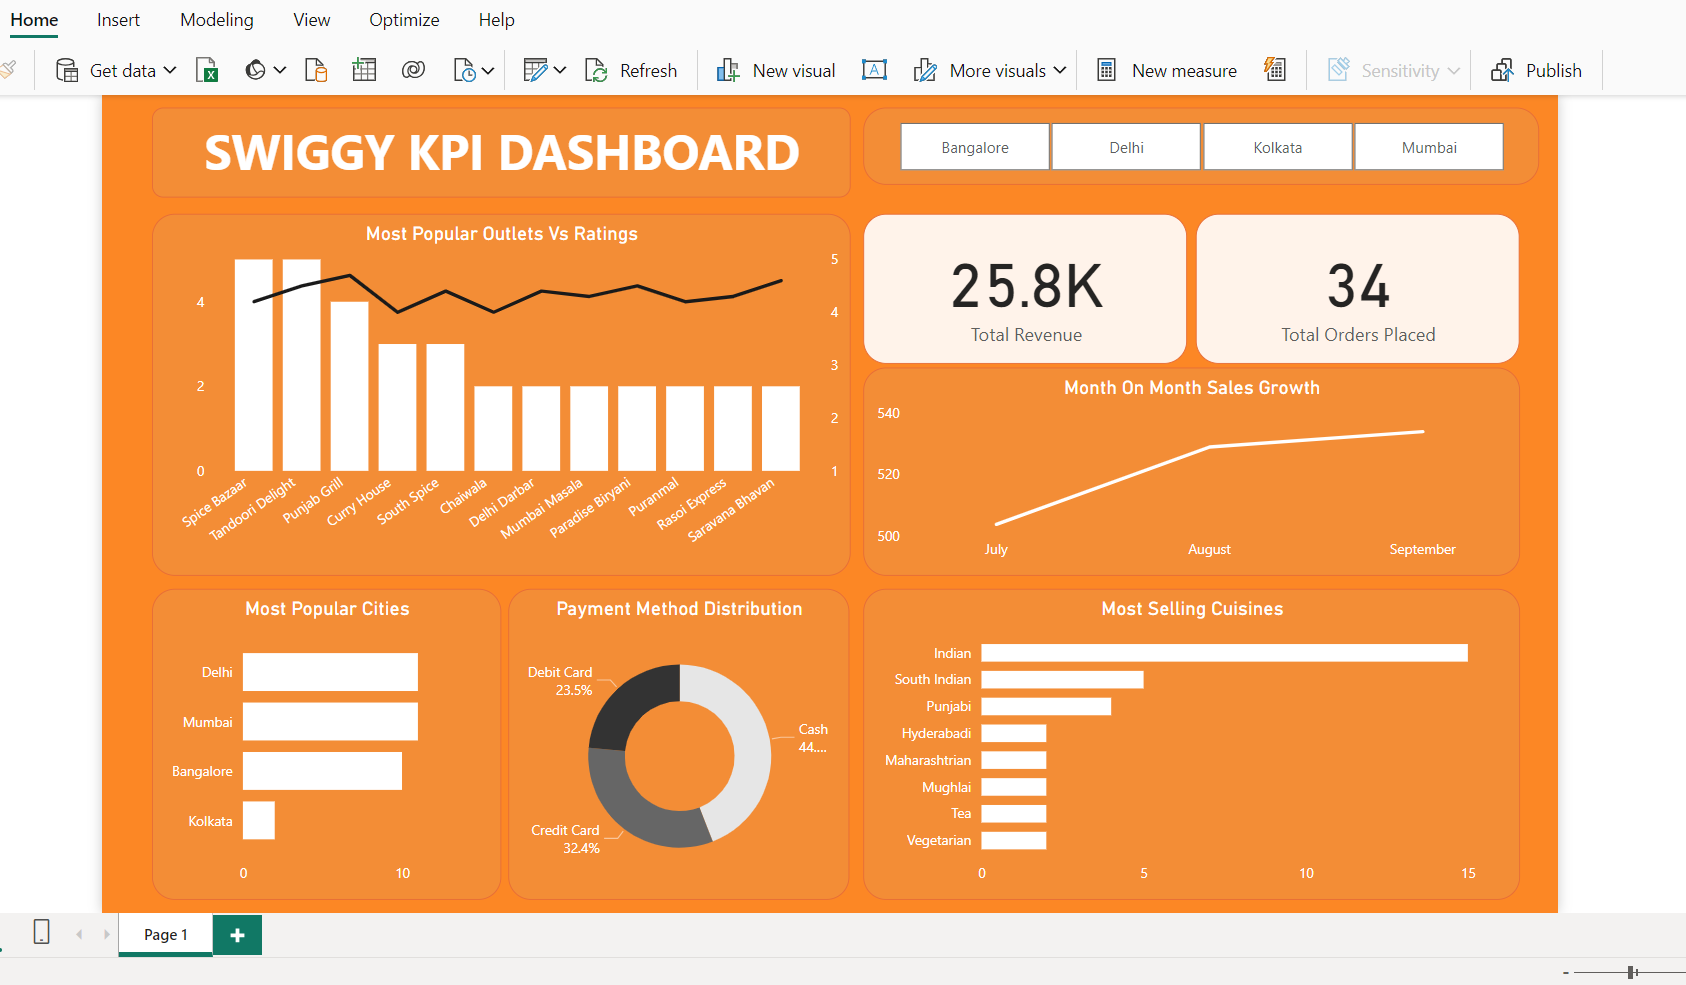 Home Insert Modeling View Optimize Help
Get data Refresh New visual A More visuals New measure Sensitivity Publish
SWIGGY KPI DASHBOARD
Bangalore Delhi Kolkata Mumbai
Most Popular Outlets Vs Ratings
4
2
0
5
4
3
2
1
Spice Bazaar
Tandoori Delight
Punjab Grill
Curry House
South Spice
Chaiwala
Delhi Darbar
Mumbai Masala
Paradise Biryani
Puranmal
Rasoi Express
Saravana Bhavan
25.8K
Total Revenue
34
Total Orders Placed
Month On Month Sales Growth
540
520
500
July August September
Most Popular Cities
Delhi
Mumbai
Bangalore
Kolkata
0 10
Payment Method Distribution
Debit Card
23.5%
Cash
44....
Credit Card
32.4%
Most Selling Cuisines
Indian
South Indian
Punjabi
Hyderabadi
Maharashtrian
Mughlai
Tea
Vegetarian
0 5 10 15
Page 1